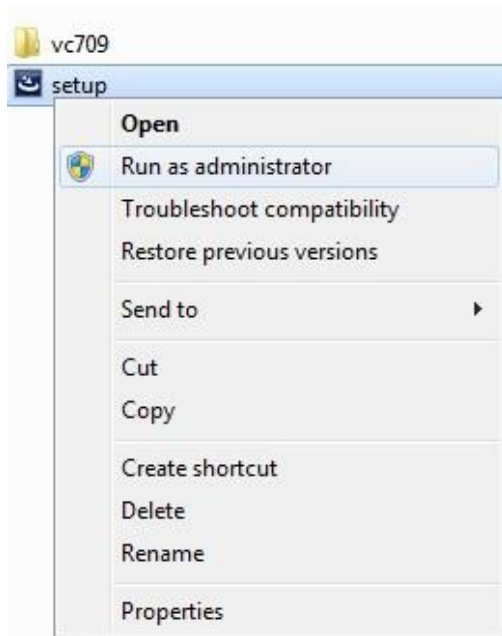 vc709
setup
Open
Run as administrator
Troubleshoot compatibility
Restore previous versions
Send to
Cut
Copy
Create shortcut
Delete
Rename
Properties